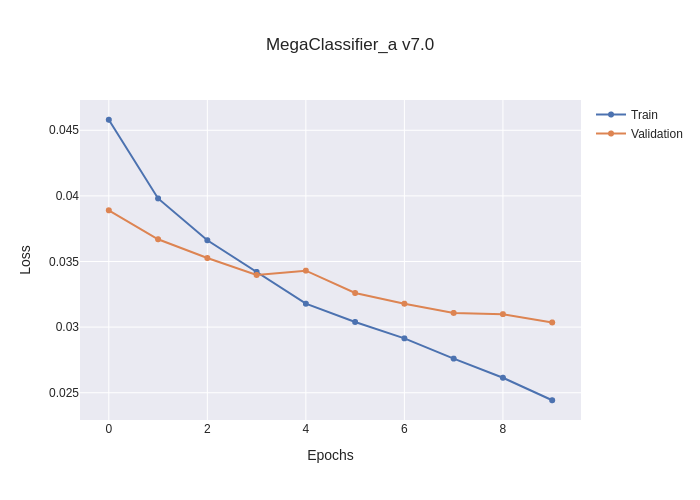 MegaClassifier_a v7.0
Train
Validation
0.045
0.04
0.035
0.03
0.025
Loss
0 2 4 6 8
Epochs